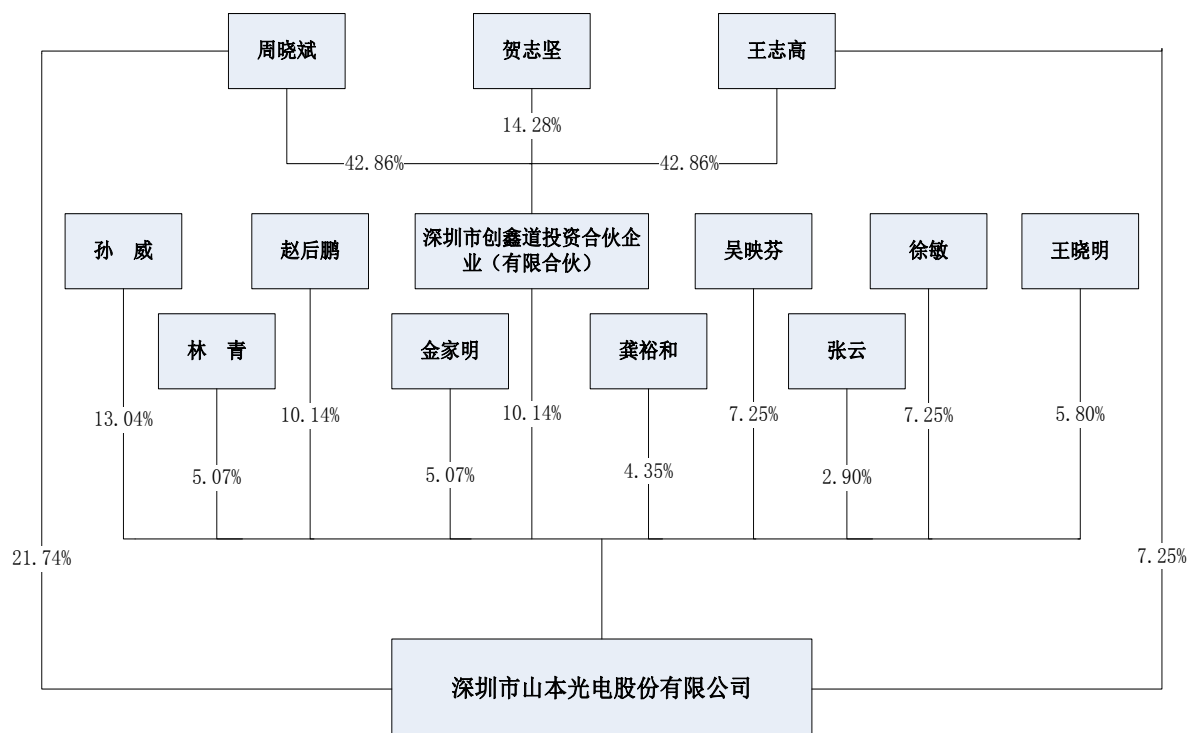 周晓斌
贺志坚
王志高
14.28%
42.86%
42.86%
孙　威
赵后鹏
深圳市创鑫道投资合伙企
业（有限合伙）
吴映芬
徐敏
王晓明
林　青
金家明
龚裕和
张云
13.04%
10.14%
10.14%
7.25%
7.25%
5.80%
5.07%
5.07%
4.35%
2.90%
21.74%
7.25%
深圳市山本光电股份有限公司